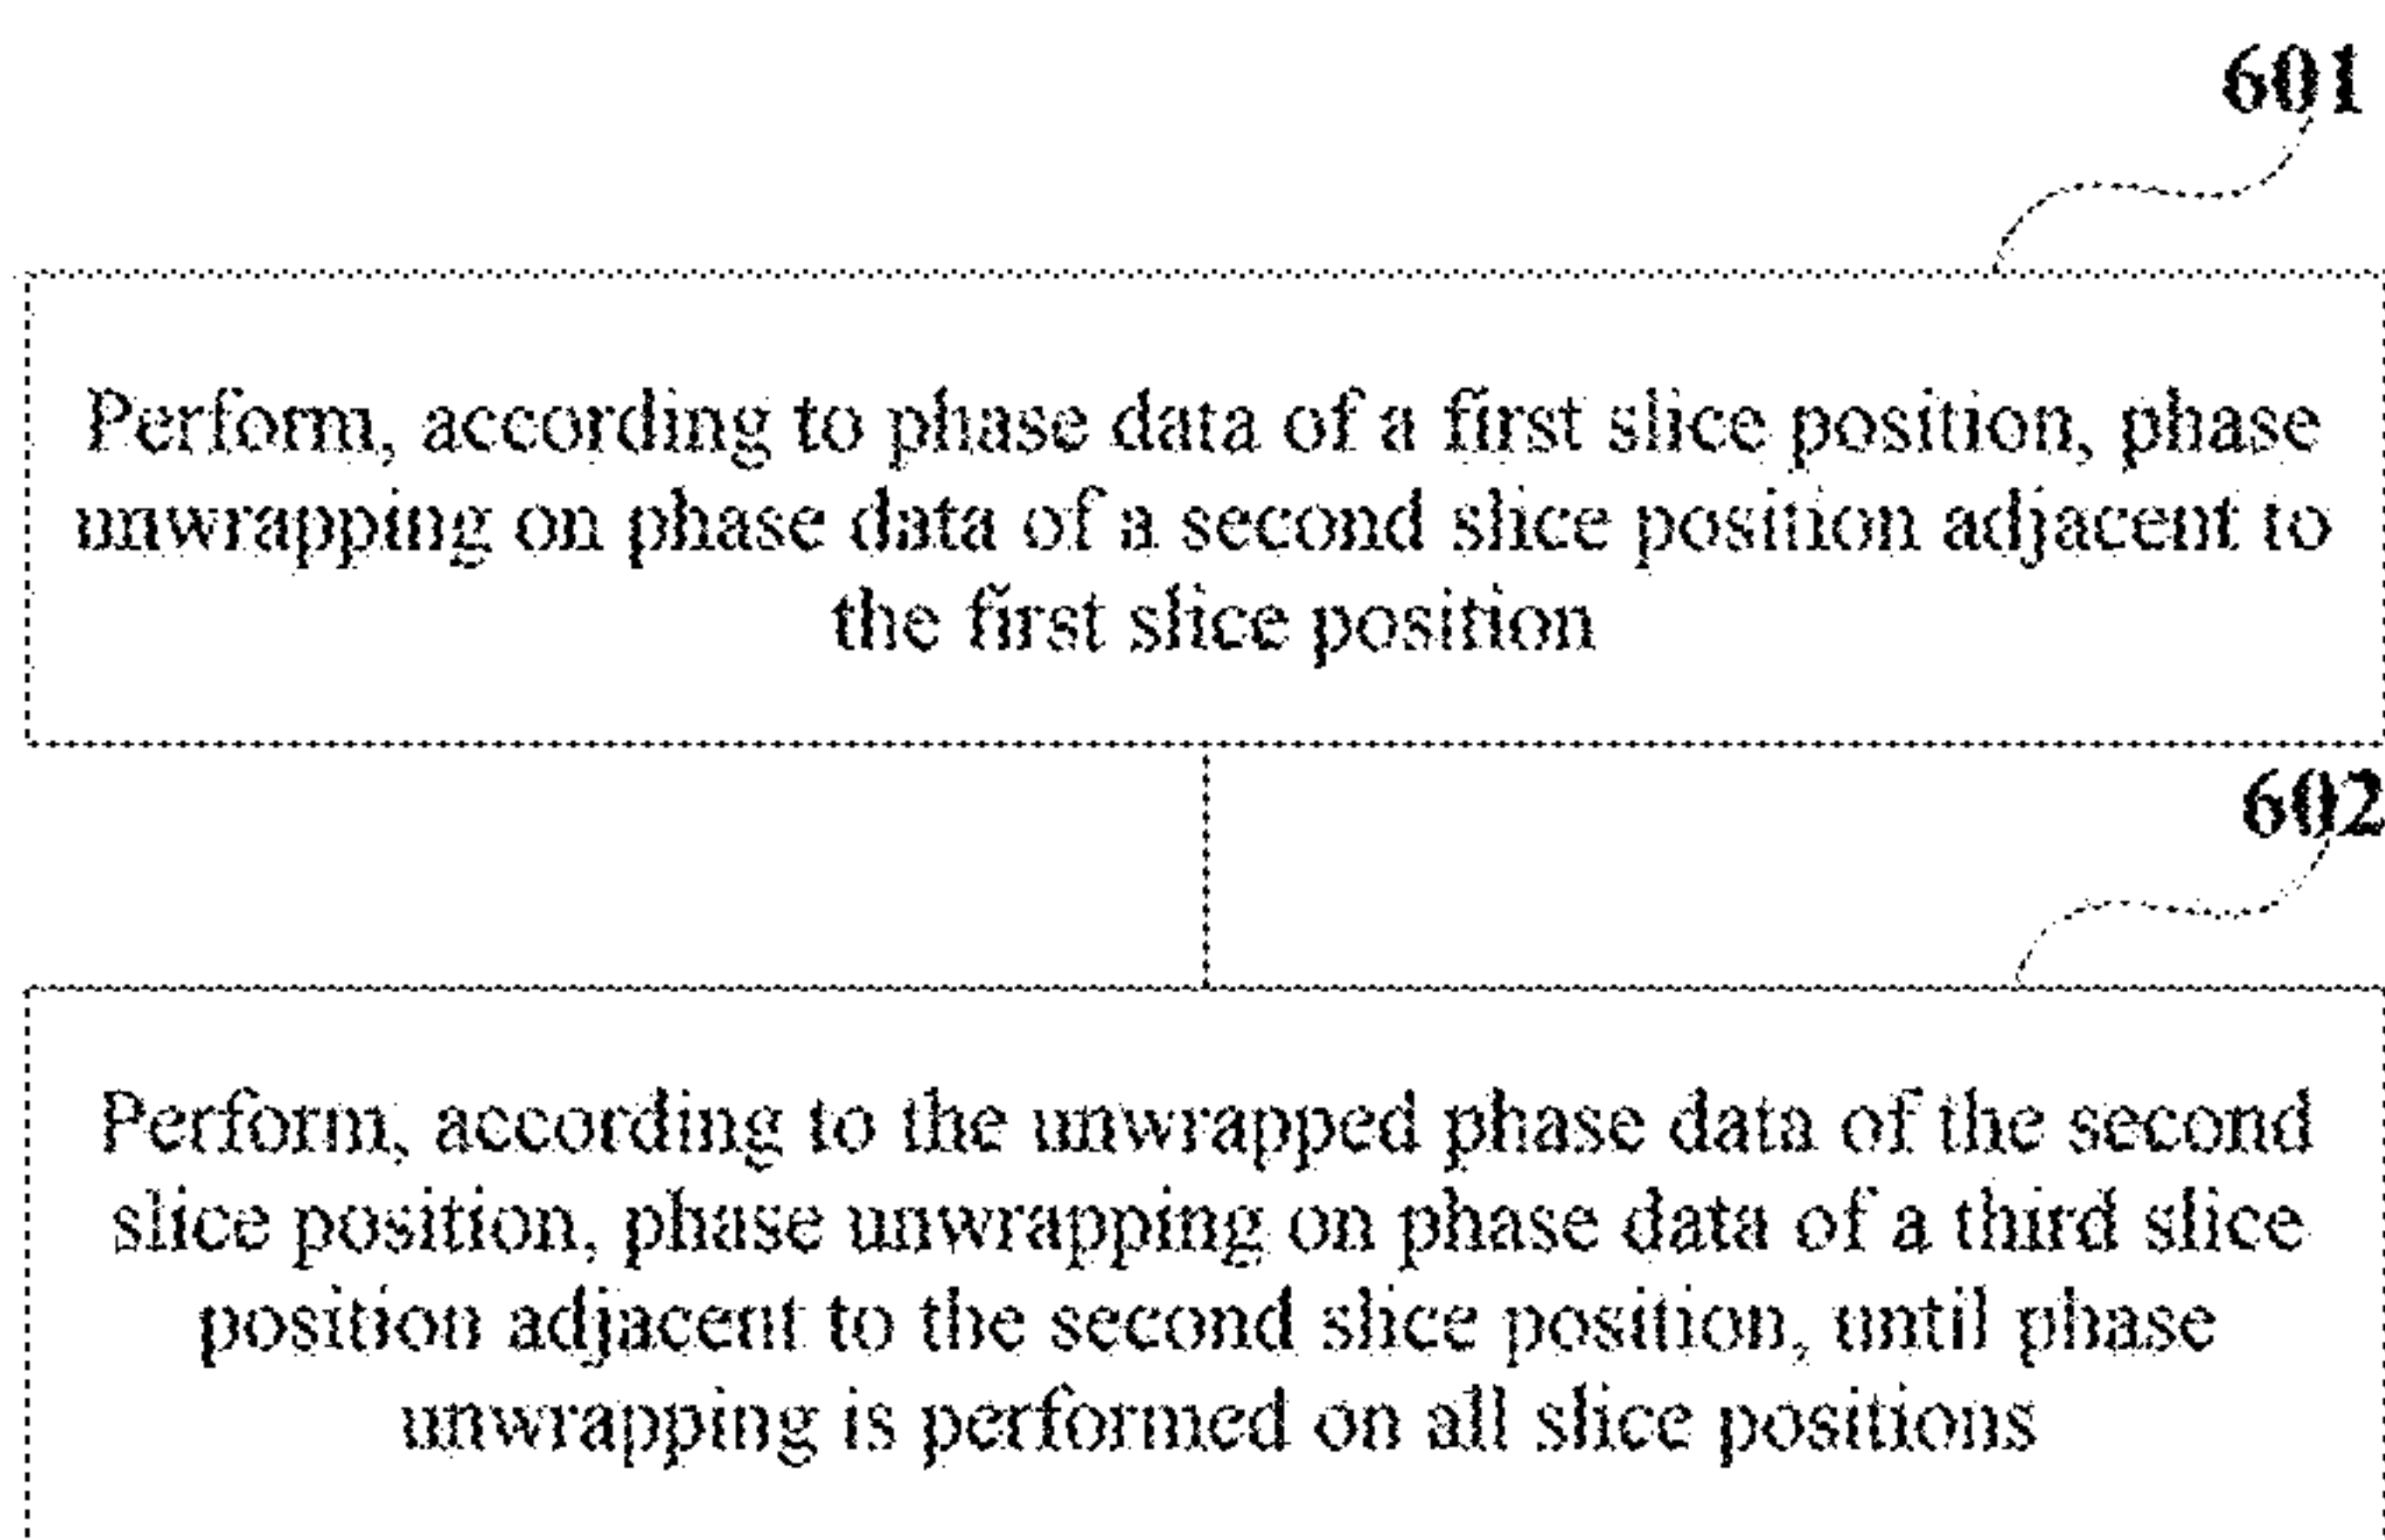 601
Perform, according to phase data of a first slice position, phase
unwrapping on phase data of a second slice position adjacent to
the first slice position
602
Perform, according to the unwrapped phase data of the second
slice position, phase unwrapping on phase data of a third slice
position adjacent to the second slice position, until phase
unwrapping is performed on all slice positions